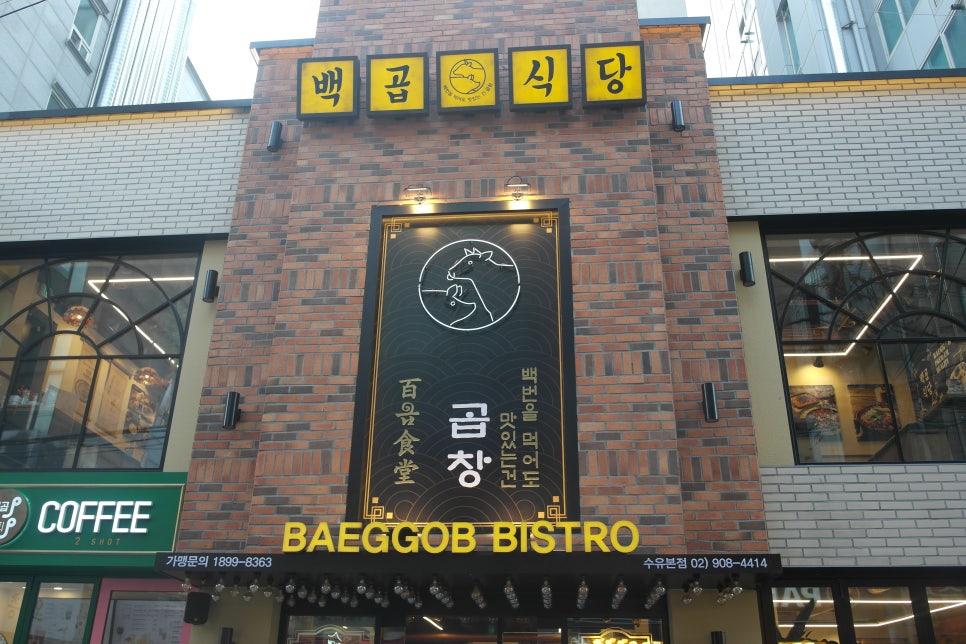 백곱식당
백번을 먹어도
맛있는건
곱창
百곱食堂
BAEGGOB BISTRO
가맹문의 1899-8363
수유본점 02) 908-4414
COFFEE
2 SHOT